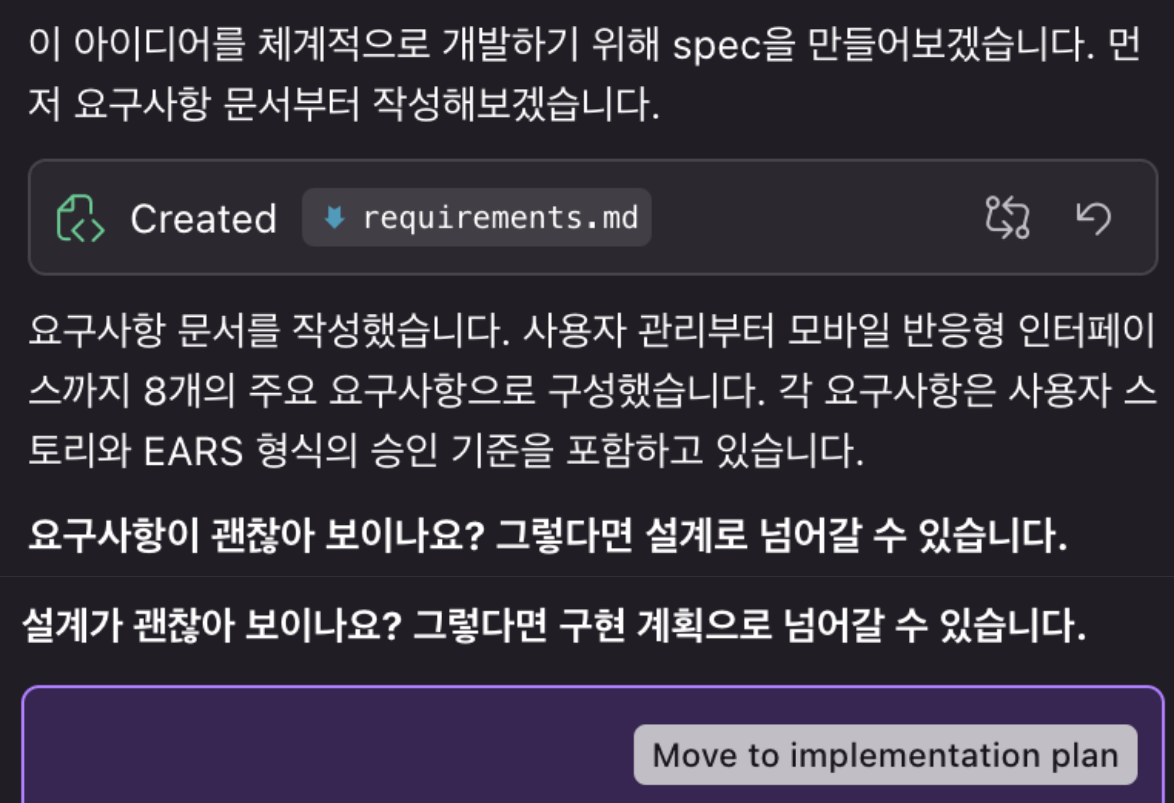 이 아이디어를 체계적으로 개발하기 위해 spec을 만들어보겠습니다. 먼
저 요구사항 문서부터 작성해보겠습니다.
Created requirements.md
요구사항 문서를 작성했습니다. 사용자 관리부터 모바일 반응형 인터페이
스까지 8개의 주요 요구사항으로 구성했습니다. 각 요구사항은 사용자 스
토리와 EARS 형식의 승인 기준을 포함하고 있습니다.
요구사항이 괜찮아 보이나요? 그렇다면 설계로 넘어갈 수 있습니다.
설계가 괜찮아 보이나요? 그렇다면 구현 계획으로 넘어갈 수 있습니다.
Move to implementation plan